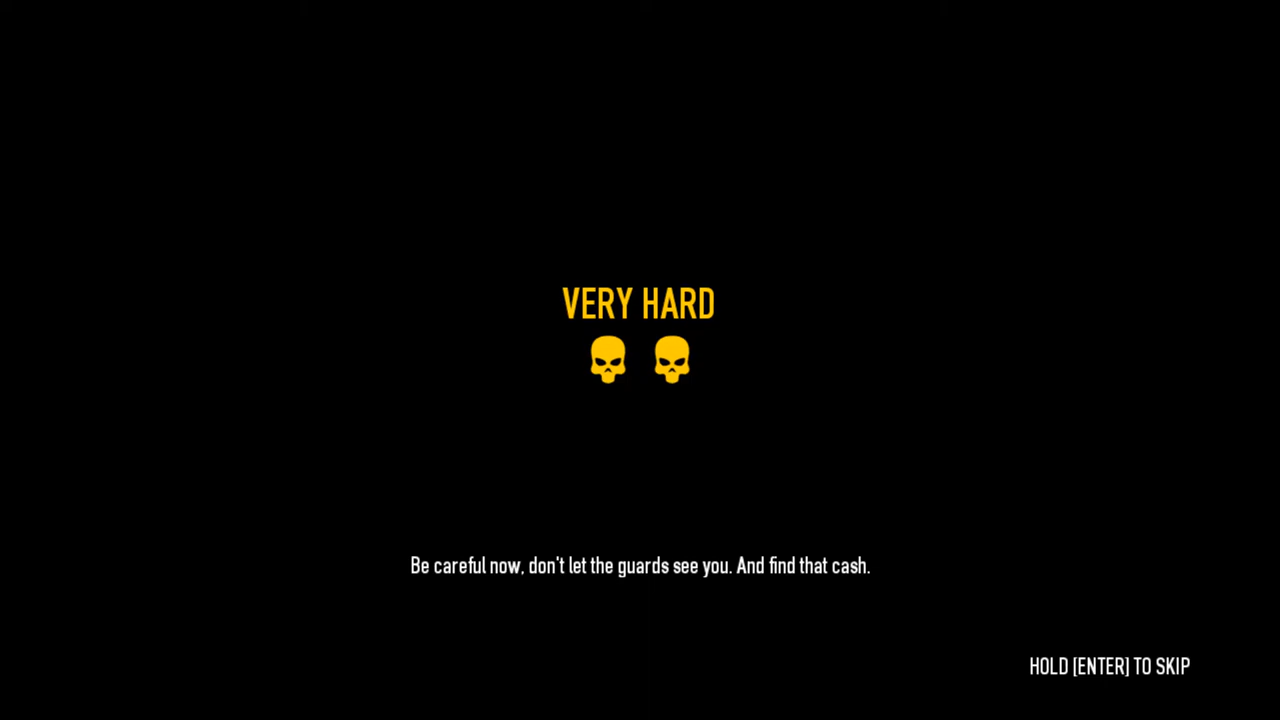 VERY HARD
Be careful now, don't let the guards see you. And find that cash.
HOLD [ENTER] TO SKIP